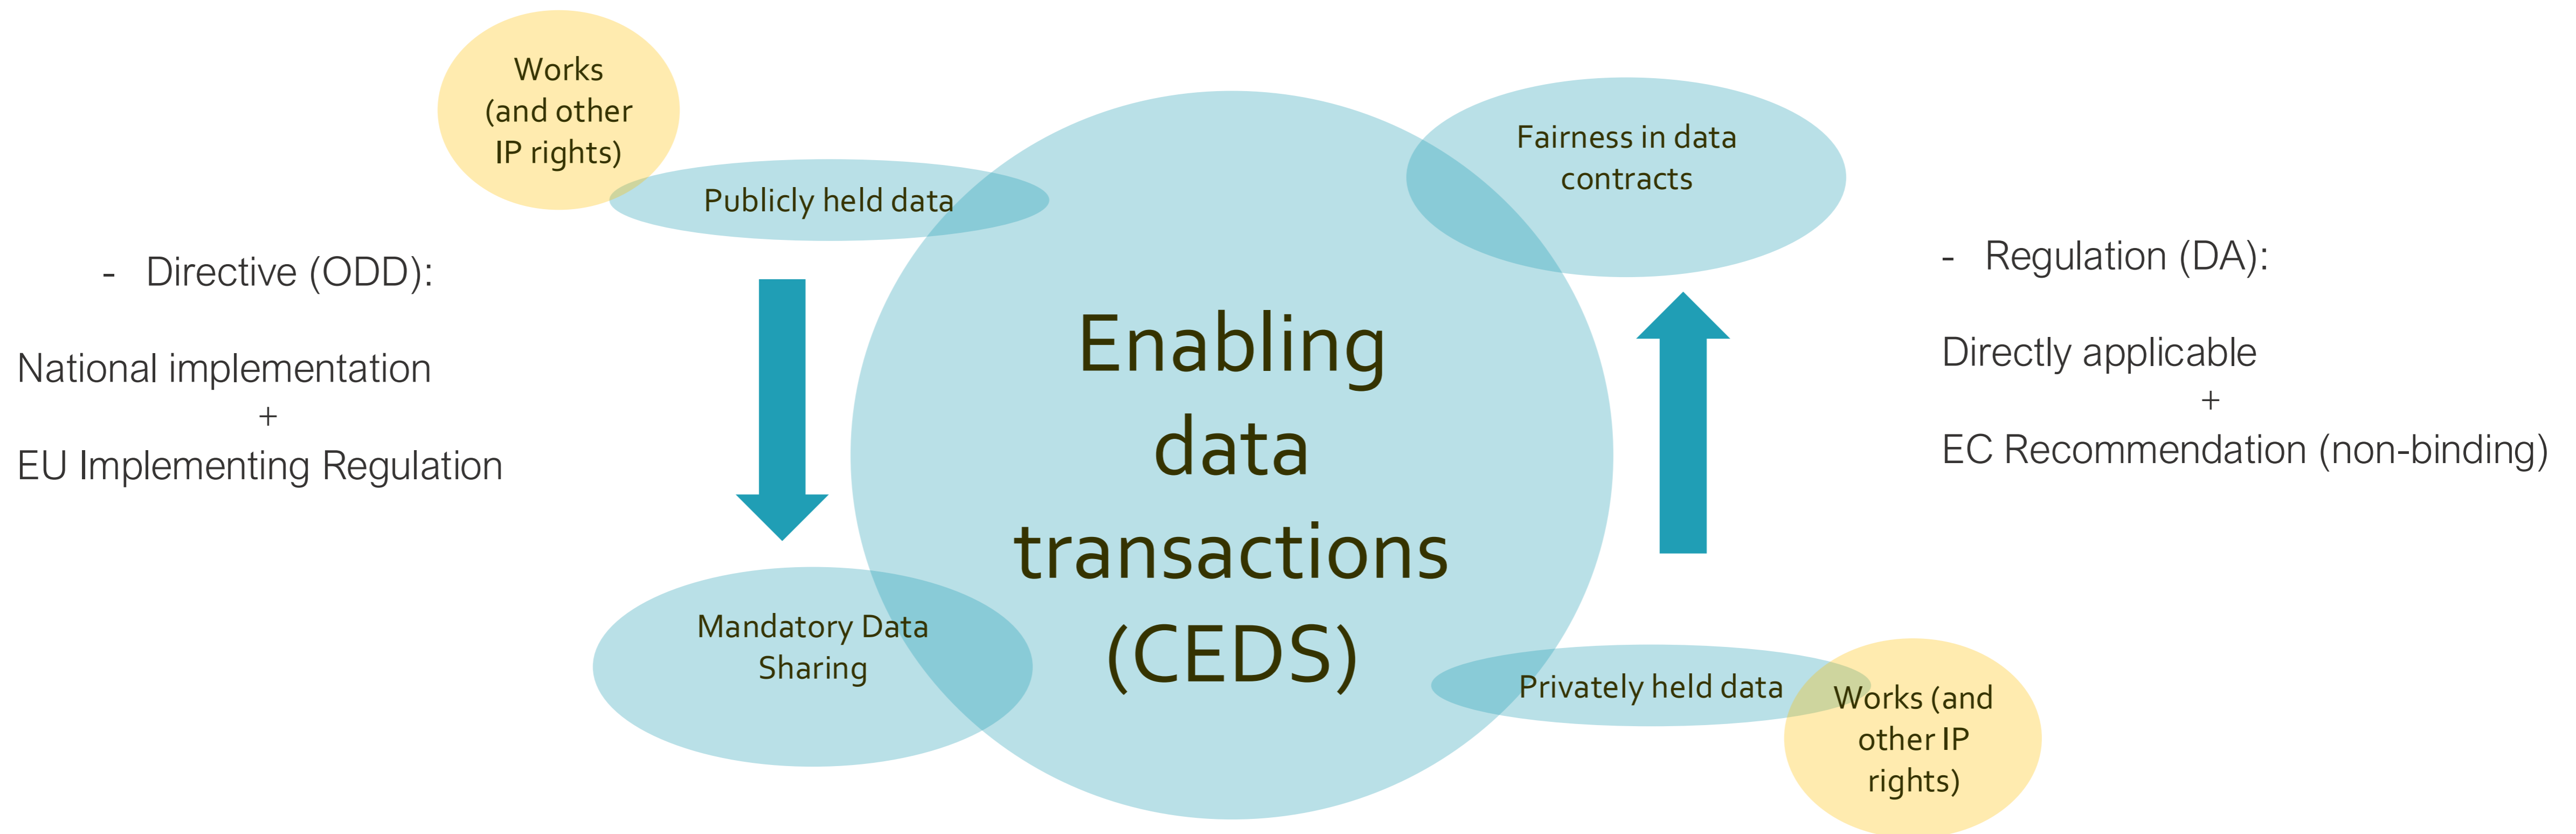 Works
(and other
IP rights)
Publicly held data
- Directive (ODD):
National implementation
+
EU Implementing Regulation
Mandatory Data
Sharing
Enabling
data
transactions
(CEDS)
Fairness in data
contracts
- Regulation (DA):
Directly applicable
+
EC Recommendation (non-binding)
Privately held data
Works (and
other IP
rights)